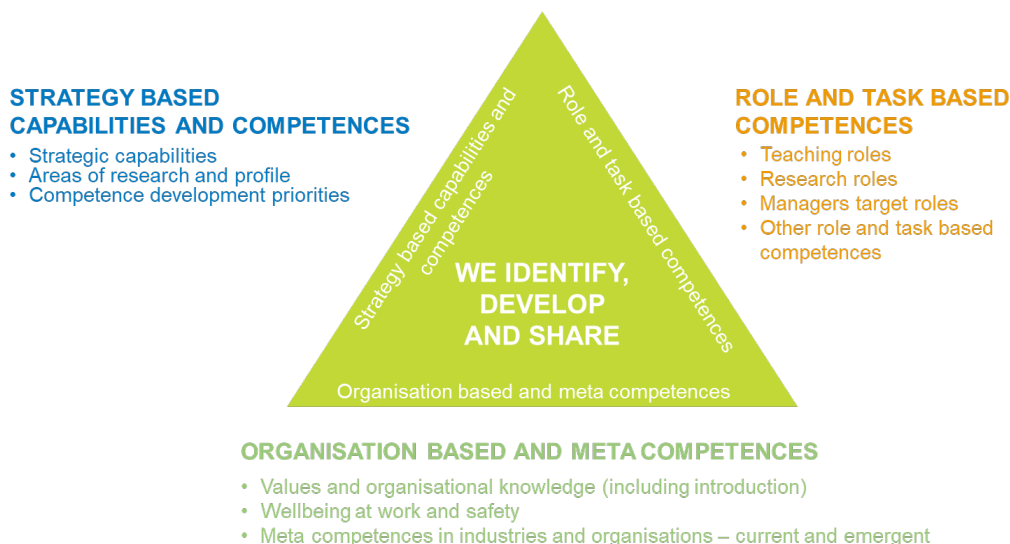 STRATEGY BASED
CAPABILITIES AND COMPETENCES
• Strategic capabilities
• Areas of research and profile
• Competence development priorities
Strategy based capabilities and
competences
Role and task based competences
WE IDENTIFY,
DEVELOP
AND SHARE
Organisation based and meta competences
ROLE AND TASK BASED
COMPETENCES
• Teaching roles
• Research roles
• Managers target roles
• Other role and task based
competences
ORGANISATION BASED AND META COMPETENCES
• Values and organisational knowledge (including introduction)
• Wellbeing at work and safety
• Meta competences in industries and organisations – current and emergent